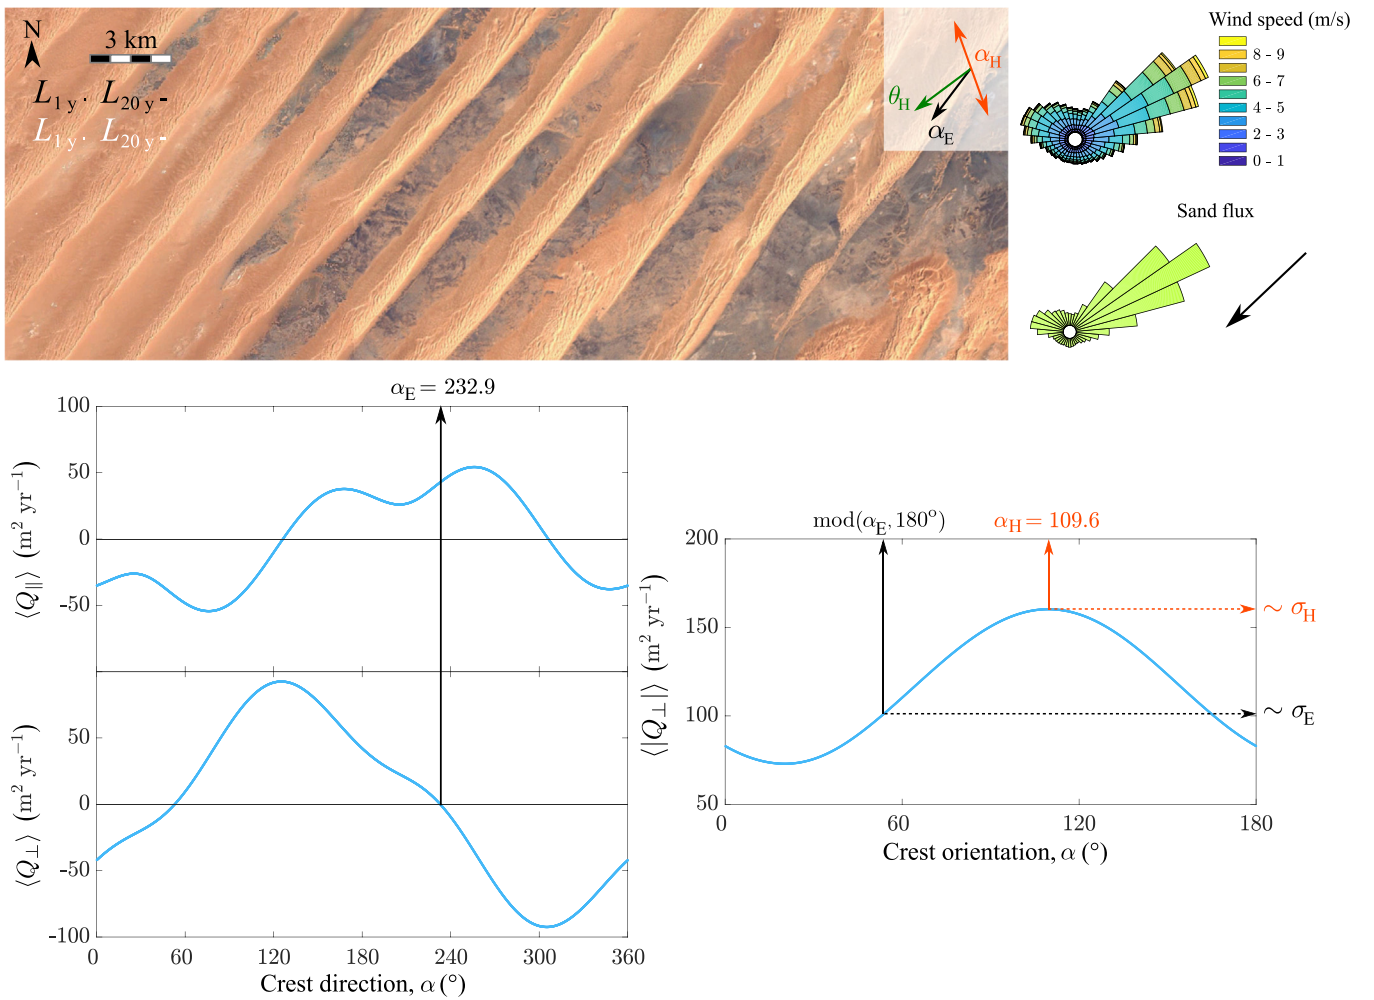 N
3 km
L1 y · L20 y -
L1 y · L20 y -
αH
θH
αE
Wind speed (m/s)
8 - 9
6 - 7
4 - 5
2 - 3
0 - 1
Sand flux
αE = 232.9
100
50
0
-50
⟨Q∥⟩ (m² yr⁻¹)
50
0
-50
-100
⟨Q⊥⟩ (m² yr⁻¹)
0 60 120 180 240 300 360
Crest direction, α (°)
mod(αE, 180°)
αH = 109.6
200
150
100
50
⟨|Q⊥|⟩ (m² yr⁻¹)
∼ σH
∼ σE
0 60 120 180
Crest orientation, α (°)